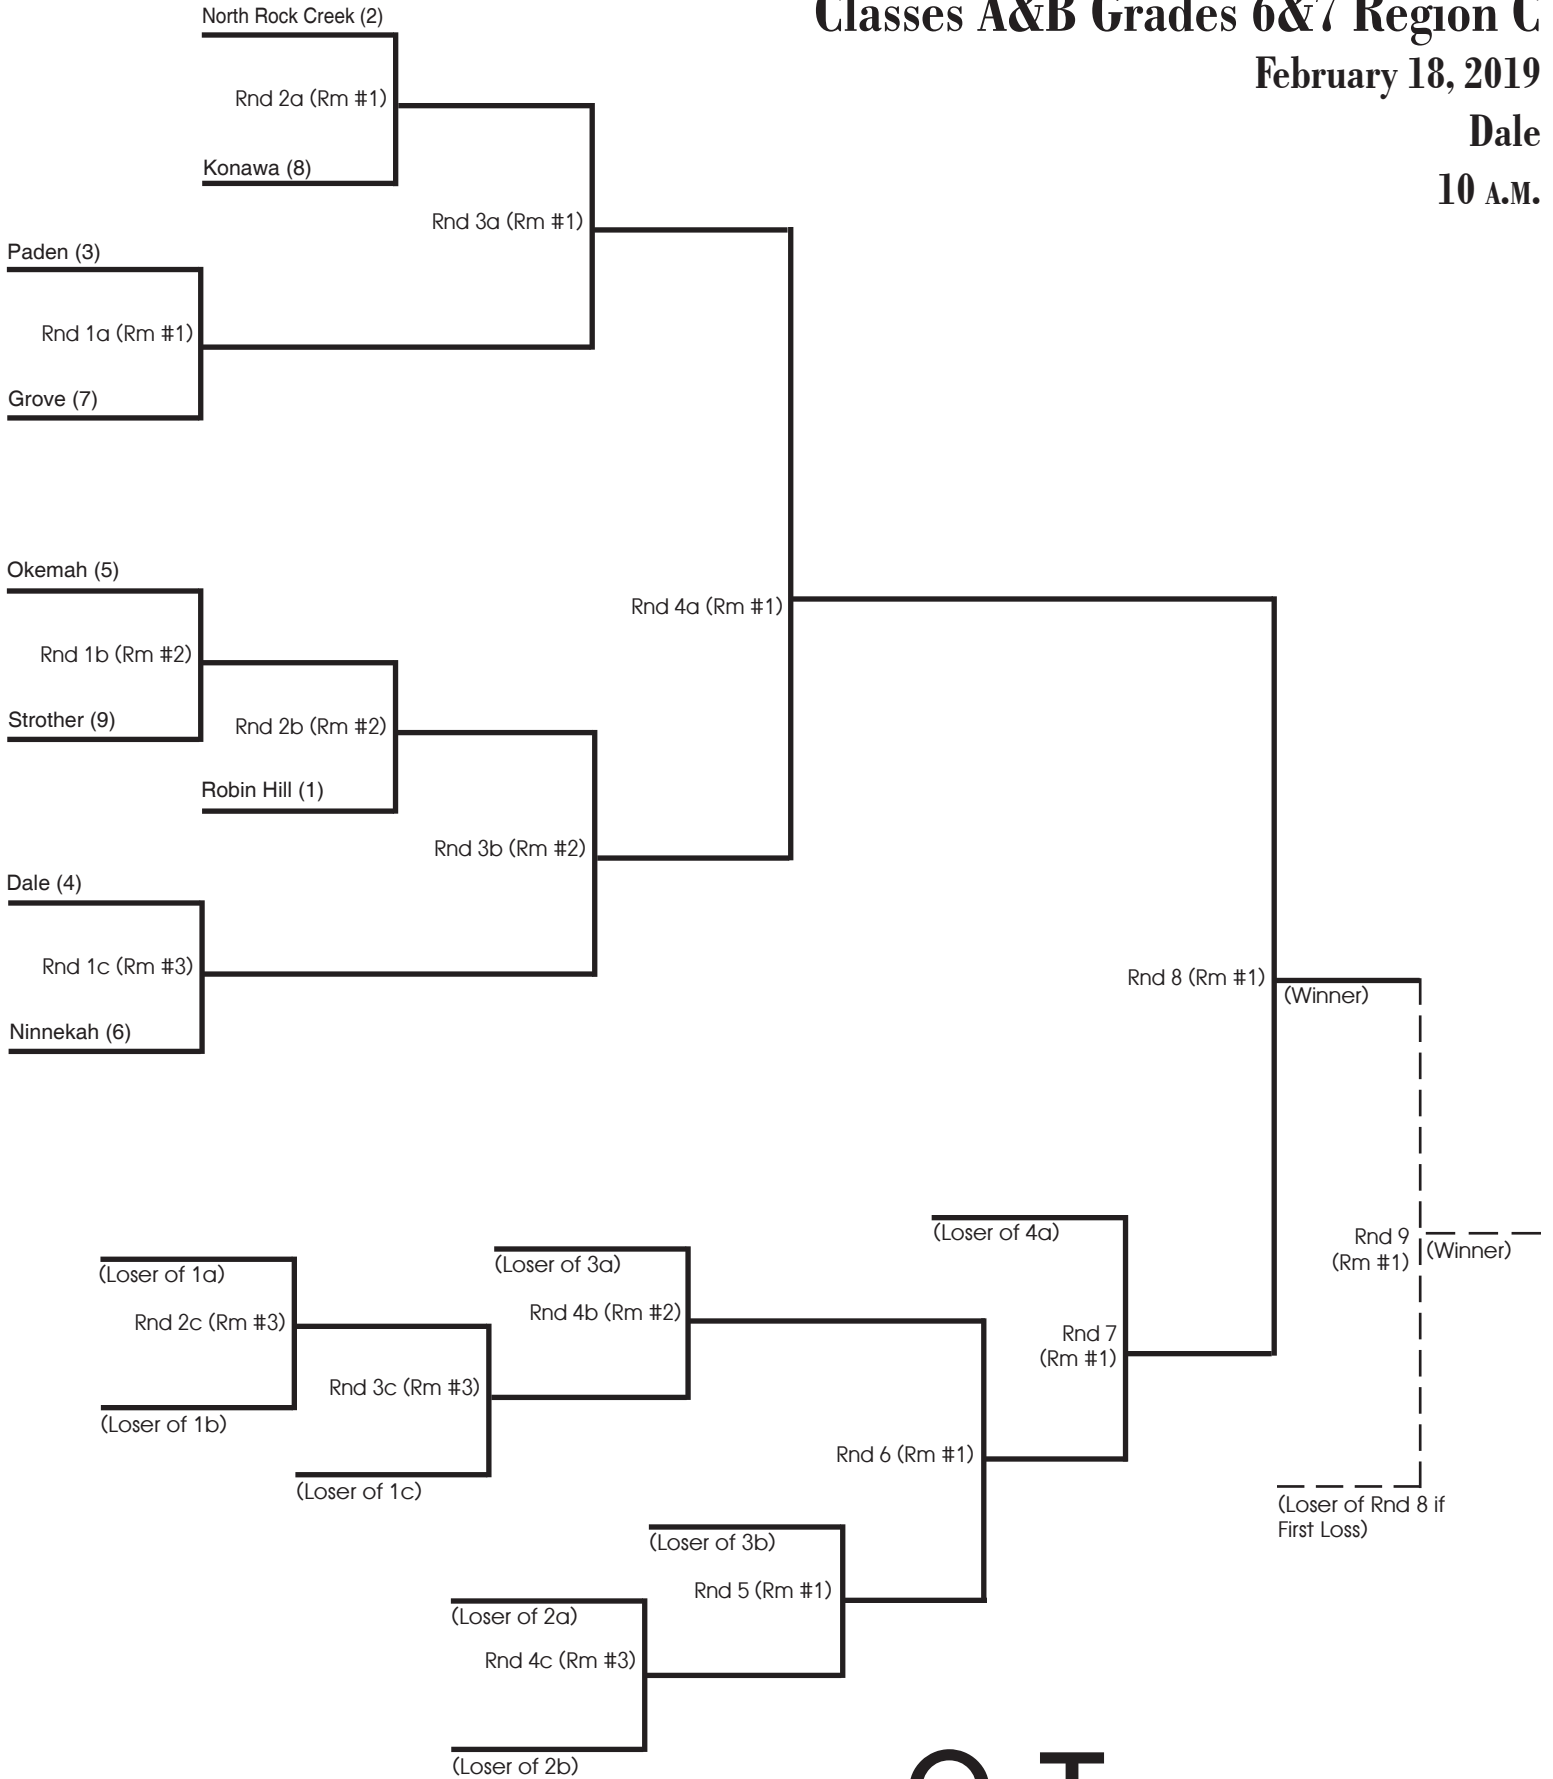 Classes A&B Grades 6&7 Region C
February 18, 2019
Dale
10 A.M.
North Rock Creek (2)
Rnd 2a (Rm #1)
Konawa (8)
Rnd 3a (Rm #1)
Paden (3)
Rnd 1a (Rm #1)
Grove (7)
Okemah (5)
Rnd 4a (Rm #1)
Rnd 1b (Rm #2)
Strother (9)
Rnd 2b (Rm #2)
Robin Hill (1)
Rnd 3b (Rm #2)
Dale (4)
Rnd 1c (Rm #3)
Ninnekah (6)
Rnd 8 (Rm #1)
(Winner)
(Loser of 4a)
Rnd 9
(Rm #1)
(Winner)
(Loser of 1a)
(Loser of 3a)
Rnd 2c (Rm #3)
Rnd 4b (Rm #2)
Rnd 7
(Rm #1)
Rnd 3c (Rm #3)
(Loser of 1b)
Rnd 6 (Rm #1)
(Loser of 1c)
(Loser of Rnd 8 if
First Loss)
(Loser of 3b)
Rnd 5 (Rm #1)
(Loser of 2a)
Rnd 4c (Rm #3)
(Loser of 2b)